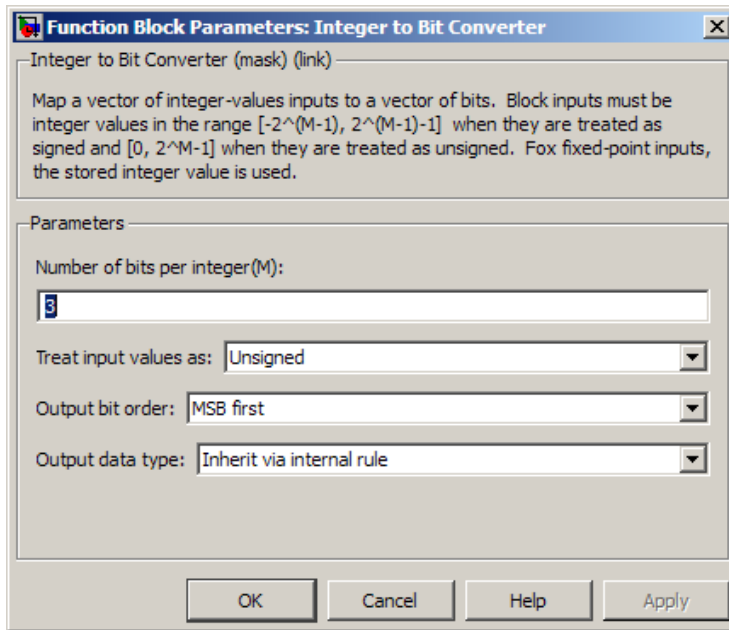 Function Block Parameters: Integer to Bit Converter
Integer to Bit Converter (mask) (link)
Map a vector of integer-values inputs to a vector of bits.  Block inputs must be
integer values in the range [-2^(M-1), 2^(M-1)-1]  when they are treated as
signed and [0, 2^M-1] when they are treated as unsigned.  Fox fixed-point inputs,
the stored integer value is used.
Parameters
Number of bits per integer(M):
3
Treat input values as: Unsigned
Output bit order: MSB first
Output data type: Inherit via internal rule
OK Cancel Help Apply